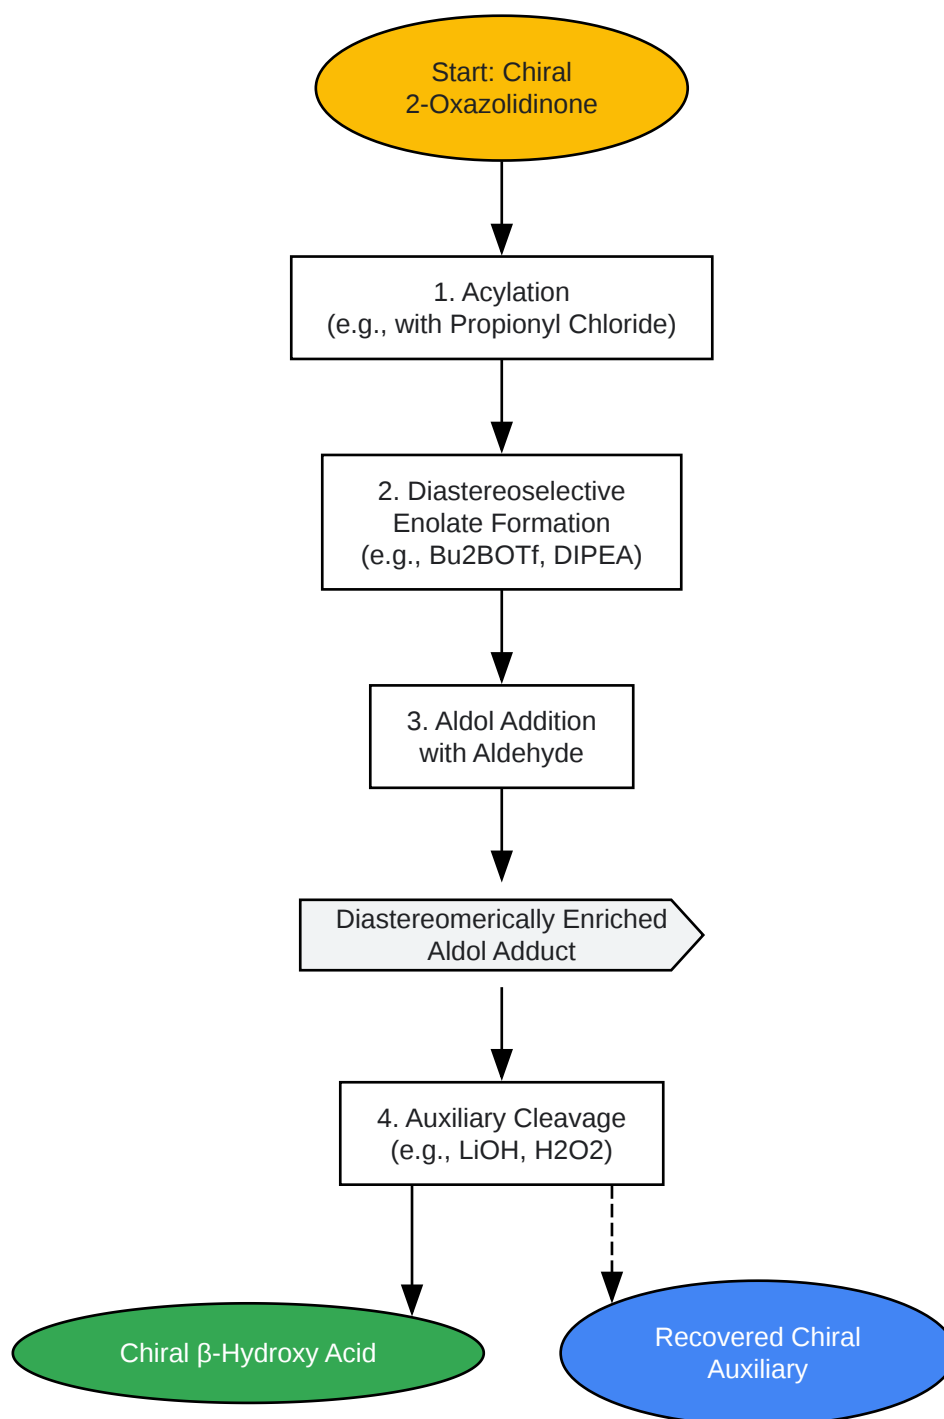 Start: Chiral
2-Oxazolidinone
1. Acylation
(e.g., with Propionyl Chloride)
2. Diastereoselective
Enolate Formation
(e.g., Bu2BOTf, DIPEA)
3. Aldol Addition
with Aldehyde
Diastereomerically Enriched
Aldol Adduct
4. Auxiliary Cleavage
(e.g., LiOH, H2O2)
Chiral β-Hydroxy Acid
Recovered Chiral
Auxiliary